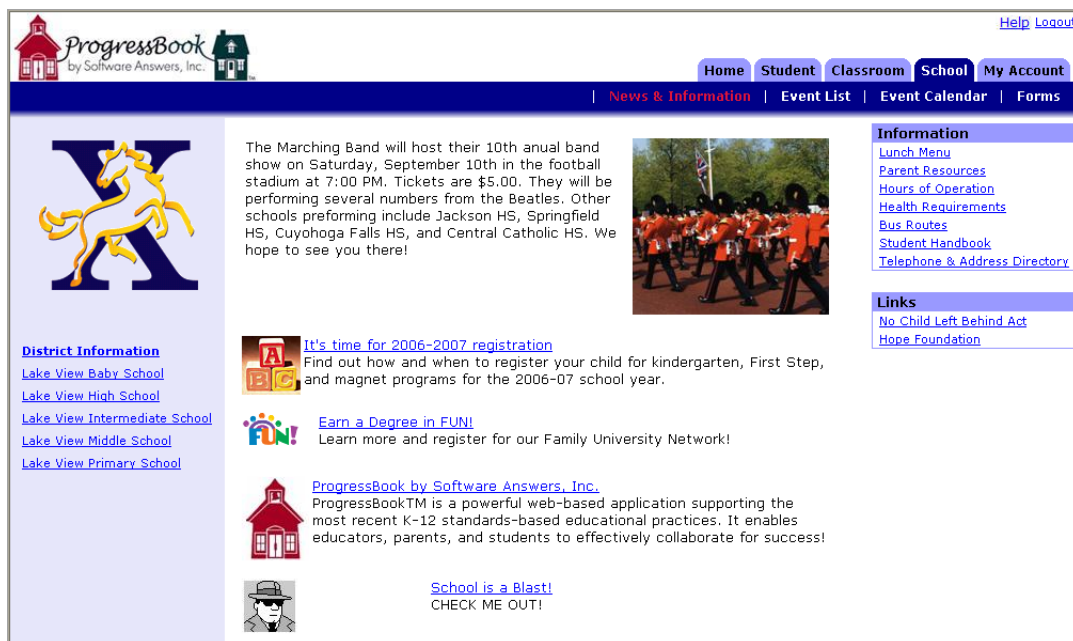 Help Logout
ProgressBook
by Software Answers, Inc.
Home Student Classroom School My Account
| News & Information | Event List | Event Calendar | Forms
X
District Information
Lake View Baby School
Lake View High School
Lake View Intermediate School
Lake View Middle School
Lake View Primary School
The Marching Band will host their 10th anual band
show on Saturday, September 10th in the football
stadium at 7:00 PM. Tickets are $5.00. They will be
performing several numbers from the Beatles. Other
schools preforming include Jackson HS, Springfield
HS, Cuyohoga Falls HS, and Central Catholic HS. We
hope to see you there!
A
B C
It's time for 2006-2007 registration
Find out how and when to register your child for kindergarten, First Step,
and magnet programs for the 2006-07 school year.
FUN!
Earn a Degree in FUN!
Learn more and register for our Family University Network!
ProgressBook by Software Answers, Inc.
ProgressBookTM is a powerful web-based application supporting the
most recent K-12 standards-based educational practices. It enables
educators, parents, and students to effectively collaborate for success!
School is a Blast!
CHECK ME OUT!
Information
Lunch Menu
Parent Resources
Hours of Operation
Health Requirements
Bus Routes
Student Handbook
Telephone & Address Directory
Links
No Child Left Behind Act
Hope Foundation